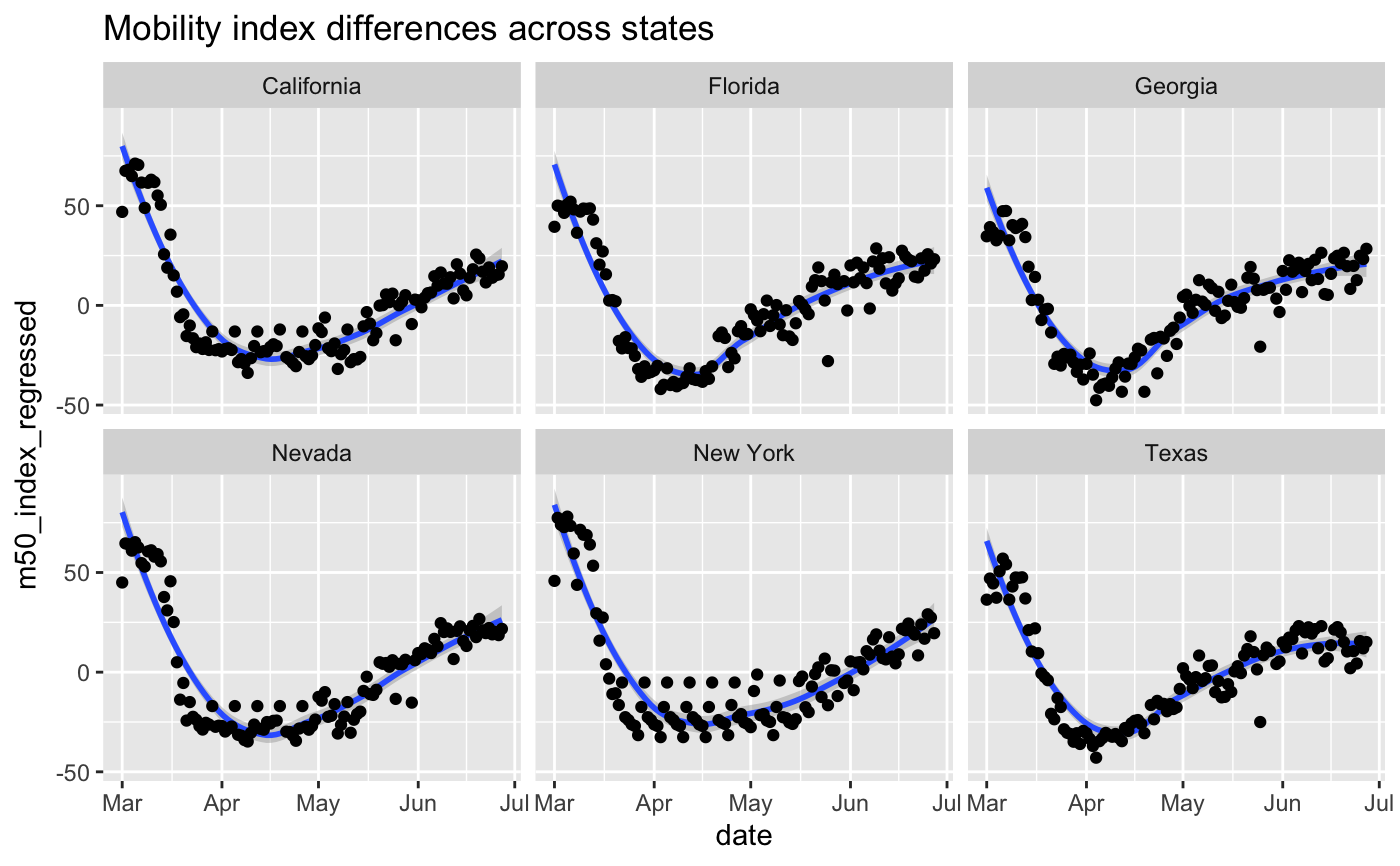 Mobility index differences across states
California Florida Georgia
50
0
-50
Nevada New York Texas
50
0
-50
m50_index_regressed
Mar Apr May Jun Jul Mar Apr May Jun Jul Mar Apr May Jun Jul
date